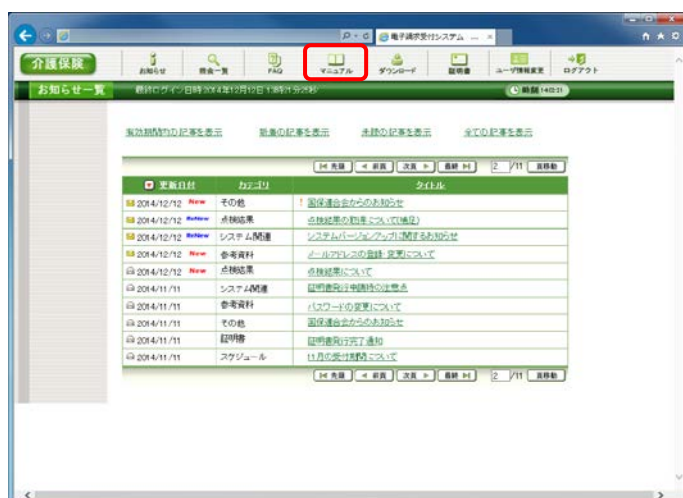 電子請求受付システム ...
介護保険
お知らせ 照会一覧 FAQ マニュアル ダウンロード 証明書 ユーザ情報変更 ログアウト
お知らせ一覧 最終ログイン日時 2014年12月12日 13時21分25秒 時刻 14:02:21
有効期間内の記事を表示 新着の記事を表示 未読の記事を表示 全ての記事を表示
先頭 前頁 次頁 最終 2 /11 頁移動
更新日付 カテゴリ タイトル
2014/12/12 New その他 ! 国保連合会からのお知らせ
2014/12/12 ReNew 点検結果 点検結果の効率について(補足)
2014/12/12 ReNew システム関連 システムバージョンアップに関するお知らせ
2014/12/12 New 参考資料 メールアドレスの登録・変更について
2014/12/12 New 点検結果 点検結果について
2014/11/11 システム関連 証明書発行申請時の注意点
2014/11/11 参考資料 パスワードの変更について
2014/11/11 その他 国保連合会からのお知らせ
2014/11/11 証明書 証明書発行完了通知
2014/11/11 スケジュール 11月の受付期間について
先頭 前頁 次頁 最終 2 /11 頁移動